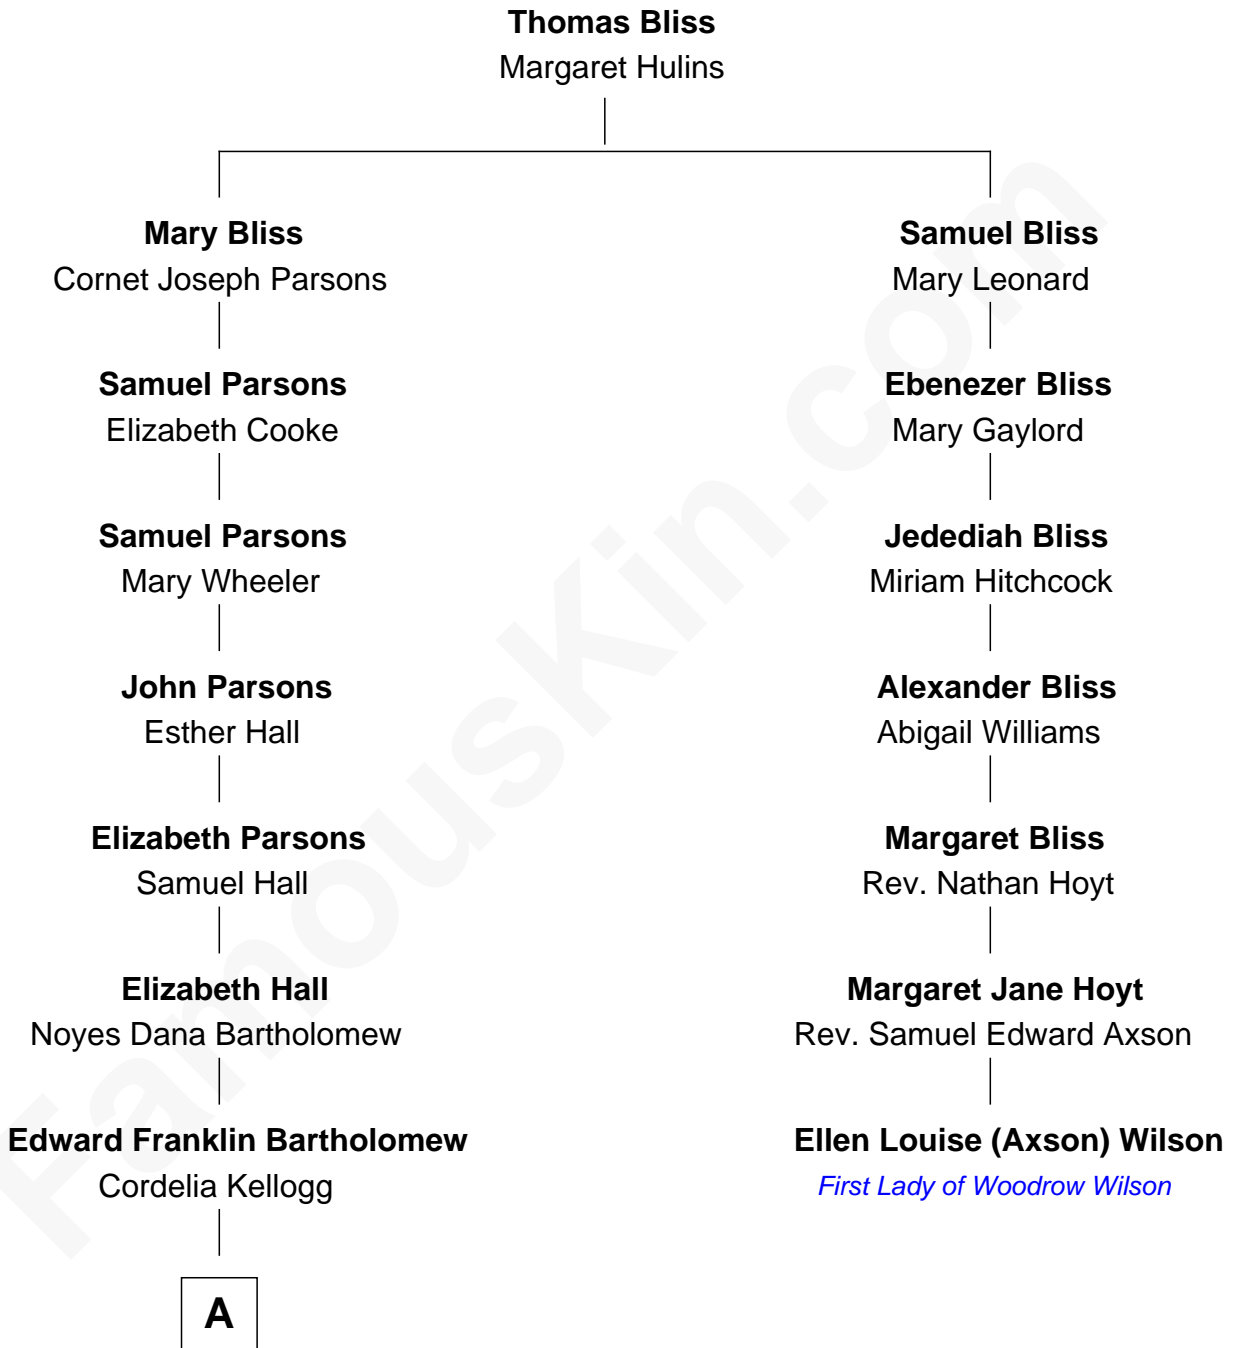 Thomas Bliss
Margaret Hulins
Mary Bliss
Cornet Joseph Parsons
Samuel Parsons
Elizabeth Cooke
Samuel Parsons
Mary Wheeler
John Parsons
Esther Hall
Elizabeth Parsons
Samuel Hall
Elizabeth Hall
Noyes Dana Bartholomew
Edward Franklin Bartholomew
Cordelia Kellogg
A
Samuel Bliss
Mary Leonard
Ebenezer Bliss
Mary Gaylord
Jedediah Bliss
Miriam Hitchcock
Alexander Bliss
Abigail Williams
Margaret Bliss
Rev. Nathan Hoyt
Margaret Jane Hoyt
Rev. Samuel Edward Axson
Ellen Louise (Axson) Wilson
First Lady of Woodrow Wilson
FamousKin.com